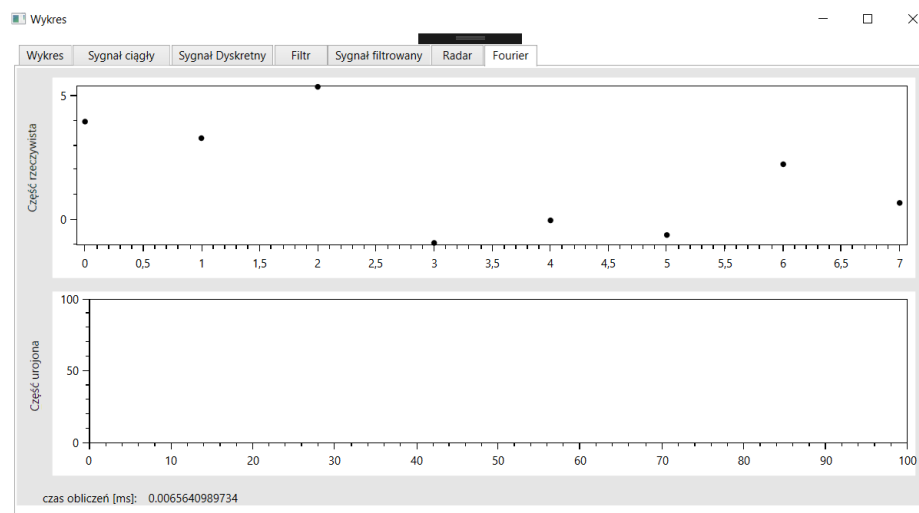 Wykres
Wykres Sygnał ciągły Sygnał Dyskretny Filtr Sygnał filtrowany Radar Fourier
Część rzeczywista
5
0
0 0,5 1 1,5 2 2,5 3 3,5 4 4,5 5 5,5 6 6,5 7
Część urojona
100
50
0
0 10 20 30 40 50 60 70 80 90 100
czas obliczeń [ms]: 0.0065640989734